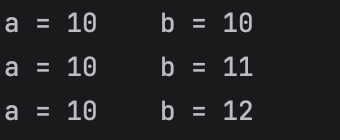 a = 10    b = 10
a = 10    b = 11
a = 10    b = 12